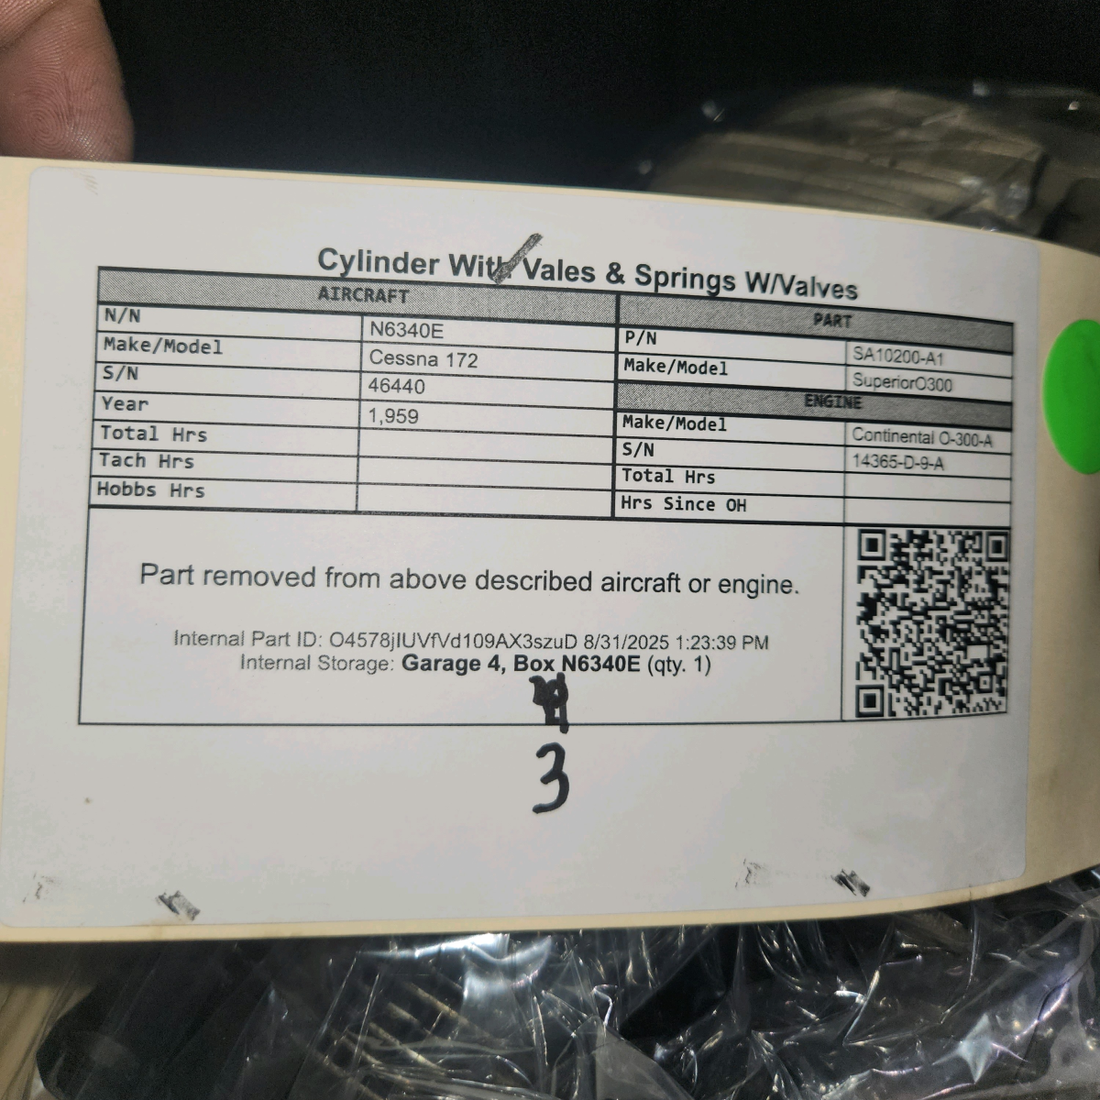 Cylinder With Vales & Springs W/Valves
AIRCRAFT
N/N N6340E
Make/Model Cessna 172
S/N 46440
Year 1,959
Total Hrs
Tach Hrs
Hobbs Hrs
PART
P/N SA10200-A1
Make/Model SuperiorO300
ENGINE
Make/Model Continental O-300-A
S/N 14365-D-9-A
Total Hrs
Hrs Since OH
Part removed from above described aircraft or engine.
Internal Part ID: O4578jIUVfVd109AX3szuD 8/31/2025 1:23:39 PM
Internal Storage: Garage 4, Box N6340E (qty. 1)
3